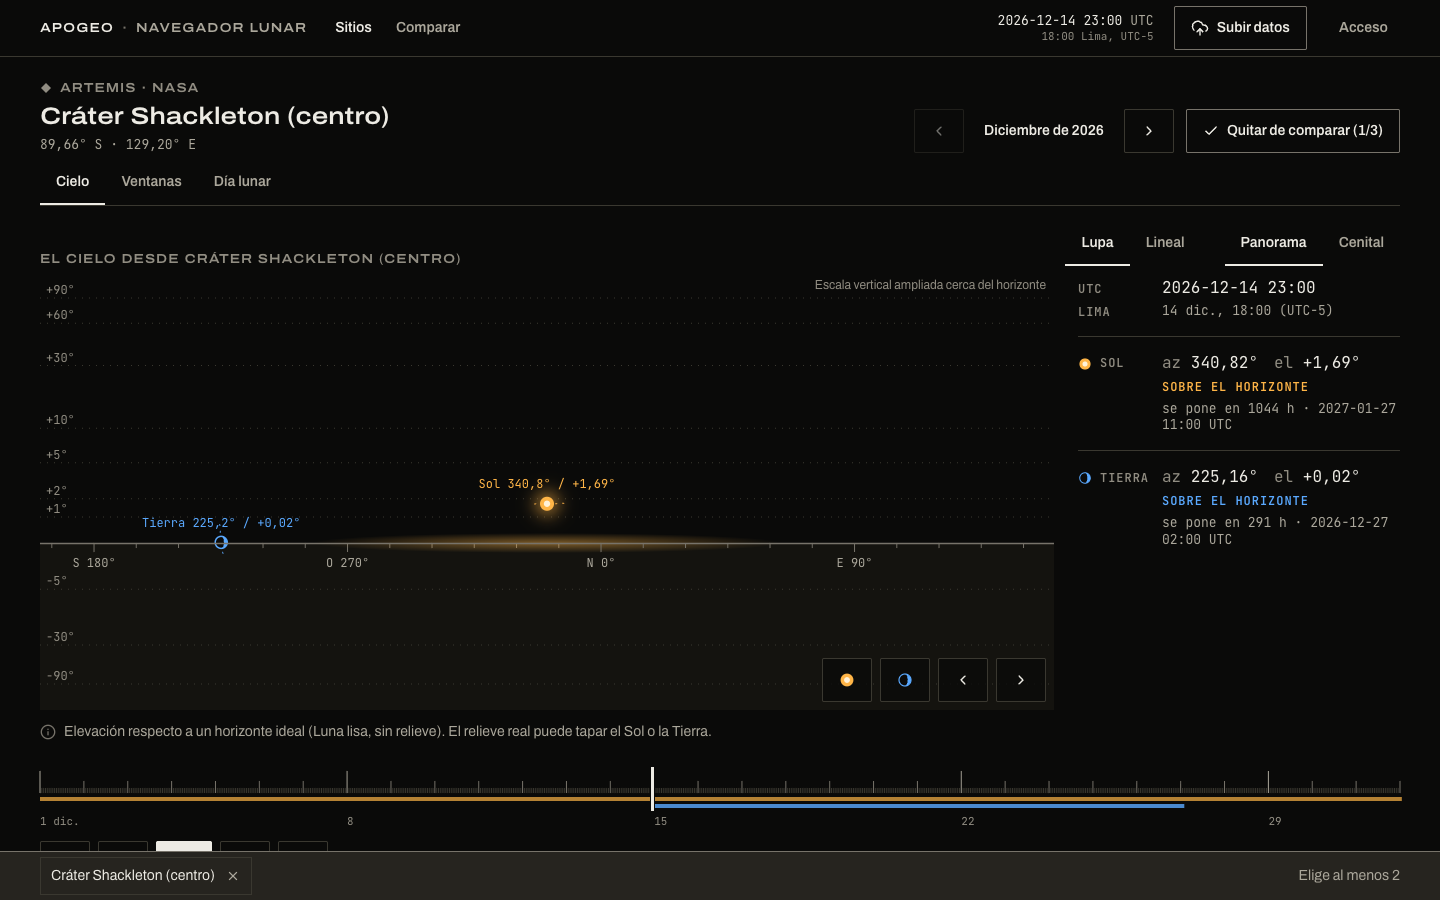 APOGEO · NAVEGADOR LUNAR
Sitios
Comparar
2026-12-14 23:00 UTC
18:00 Lima, UTC-5
Subir datos
Acceso
ARTEMIS · NASA
Cráter Shackleton (centro)
89,66° S · 129,20° E
Diciembre de 2026
Quitar de comparar (1/3)
Cielo
Ventanas
Día lunar
EL CIELO DESDE CRÁTER SHACKLETON (CENTRO)
Lupa
Lineal
Panorama
Cenital
Escala vertical ampliada cerca del horizonte
+90°
+60°
+30°
+10°
+5°
+2°
+1°
Sol 340,8° / +1,69°
Tierra 225,2° / +0,02°
S 180°
O 270°
N 0°
E 90°
-5°
-30°
-90°
UTC
2026-12-14 23:00
LIMA
14 dic., 18:00 (UTC-5)
SOL
az 340,82° el +1,69°
SOBRE EL HORIZONTE
se pone en 1044 h · 2027-01-27
11:00 UTC
TIERRA
az 225,16° el +0,02°
SOBRE EL HORIZONTE
se pone en 291 h · 2026-12-27
02:00 UTC
Elevación respecto a un horizonte ideal (Luna lisa, sin relieve). El relieve real puede tapar el Sol o la Tierra.
1 dic.
8
15
22
29
Cráter Shackleton (centro)
Elige al menos 2